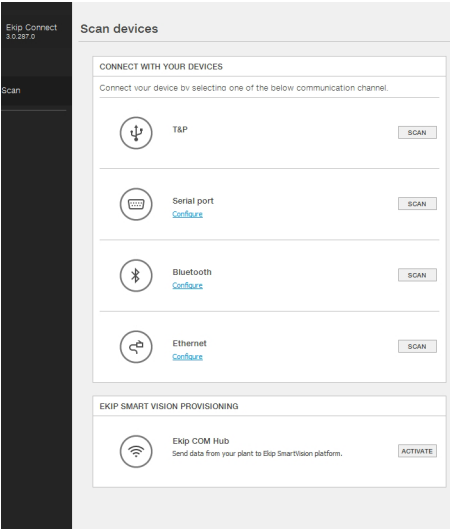 Ekip Connect
3.0.287.0
Scan
Scan devices
CONNECT WITH YOUR DEVICES
Connect your device by selecting one of the below communication channel.
T&P
SCAN
Serial port
Configure
SCAN
Bluetooth
Configure
SCAN
Ethernet
Configure
SCAN
EKIP SMART VISION PROVISIONING
Ekip COM Hub
Send data from your plant to Ekip SmartVision platform.
ACTIVATE